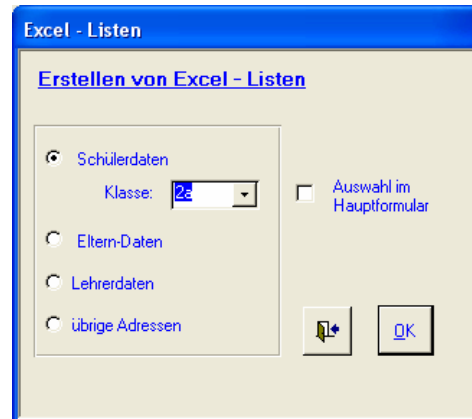 Excel - Listen
Erstellen von Excel - Listen
Schülerdaten
Klasse: 2a
Auswahl im
Hauptformular
Eltern-Daten
Lehrerdaten
übrige Adressen
OK